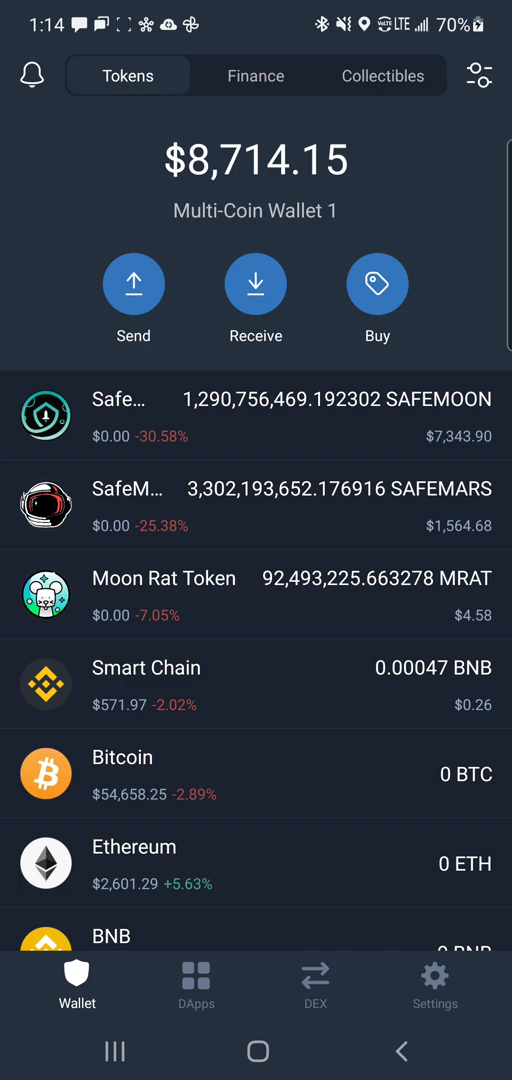 1:14 LTE 70%
Tokens Finance Collectibles
$8,714.15
Multi-Coin Wallet 1
Send Receive Buy
Safe... 1,290,756,469.192302 SAFEMOON
$0.00 -30.58% $7,343.90
SafeM... 3,302,193,652.176916 SAFEMARS
$0.00 -25.38% $1,564.68
Moon Rat Token 92,493,225.663278 MRAT
$0.00 -7.05% $4.58
Smart Chain 0.00047 BNB
$571.97 -2.02% $0.26
Bitcoin
0 BTC
$54,658.25 -2.89%
Ethereum
0 ETH
$2,601.29 +5.63%
BNB
0 BNB
Wallet DApps DEX Settings